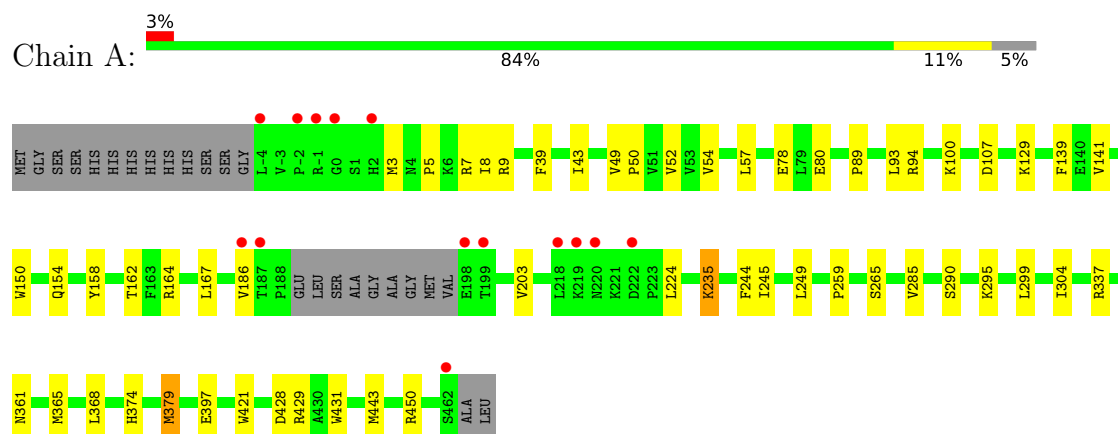 3%
Chain A:
84% 11% 5%
MET GLY SER SER HIS HIS HIS HIS HIS HIS SER SER GLY L-4 V-3 P-2 R-1 G0 S1 H2 M3 N4 P5 K6 R7 I8 R9 F39 I43 V49 P50 V51 V52 V53 V54 L57 E78 L79 E80 P89 L93 R94 K100 D107 K129 F139 E140 V141
W150 Q154 Y158 T162 F163 R164 L167 V186 T187 P188 GLU LEU SER ALA GLY ALA GLY MET VAL E198 T199 V203 L218 K219 N220 K221 D222 P223 L224 K235 F244 I245 L249 P259 S265 V285 S290 K295 L299 I304 R337
N361 M365 L368 H374 M379 E397 W421 D428 R429 A430 W431 M443 R450 S462 ALA LEU